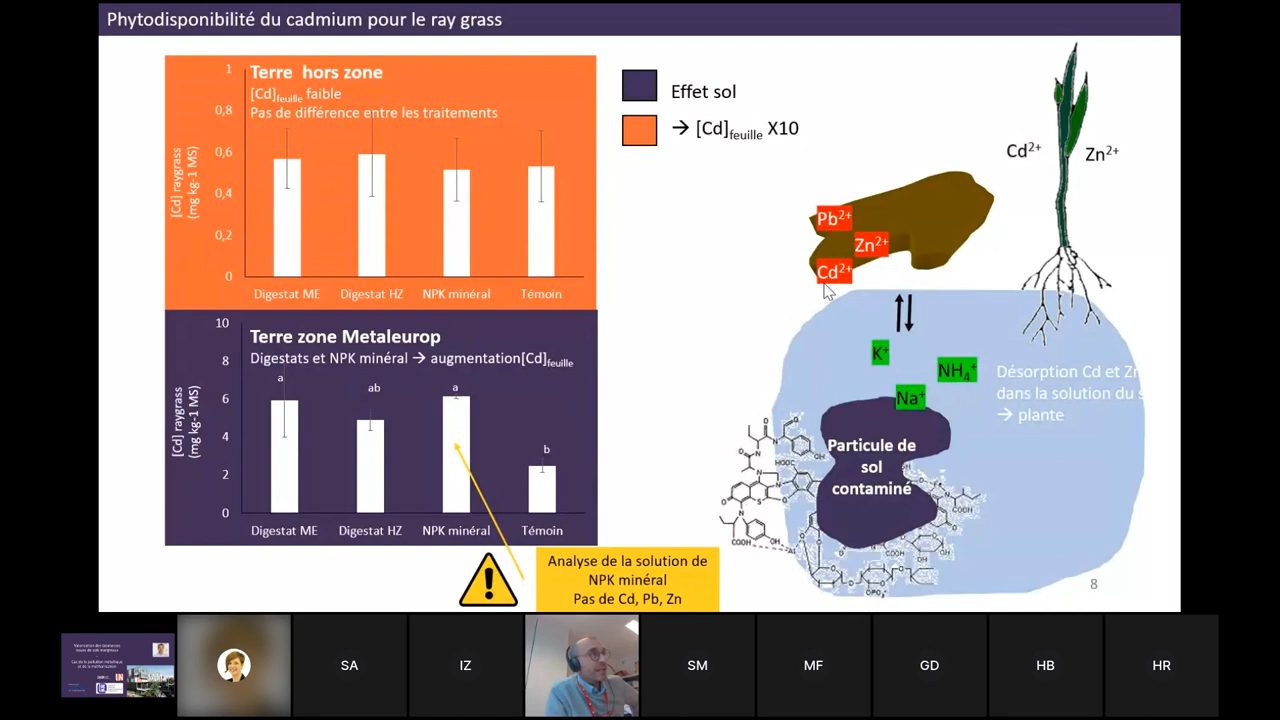 Phytodisponibilité du cadmium pour le ray grass
Terre hors zone
[Cd]feuille faible
Pas de différence entre les traitements
[Cd] raygrass
(mg kg-1 MS)
1
0,8
0,6
0,4
0,2
0
Digestat ME
Digestat HZ
NPK minéral
Témoin
Terre zone Metaleurop
Digestats et NPK minéral → augmentation[Cd]feuille
[Cd] raygrass
(mg kg-1 MS)
10
8
6
4
2
0
a
ab
a
b
Digestat ME
Digestat HZ
NPK minéral
Témoin
Analyse de la solution de
NPK minéral
Pas de Cd, Pb, Zn
Effet sol
→ [Cd]feuille X10
Cd²⁺
Zn²⁺
Pb²⁺
Zn²⁺
Cd²⁺
K⁺
NH₄⁺
Na⁺
Désorption Cd et Zn
dans la solution du s
→ plante
Particule de
sol
contaminé
8
SA
IZ
SM
MF
GD
HB
HR